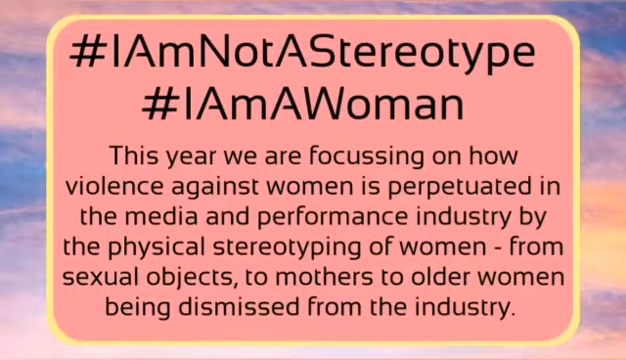 #IAmNotAStereotype
#IAmAWoman
This year we are focussing on how
violence against women is perpetuated in
the media and performance industry by
the physical stereotyping of women - from
sexual objects, to mothers to older women
being dismissed from the industry.